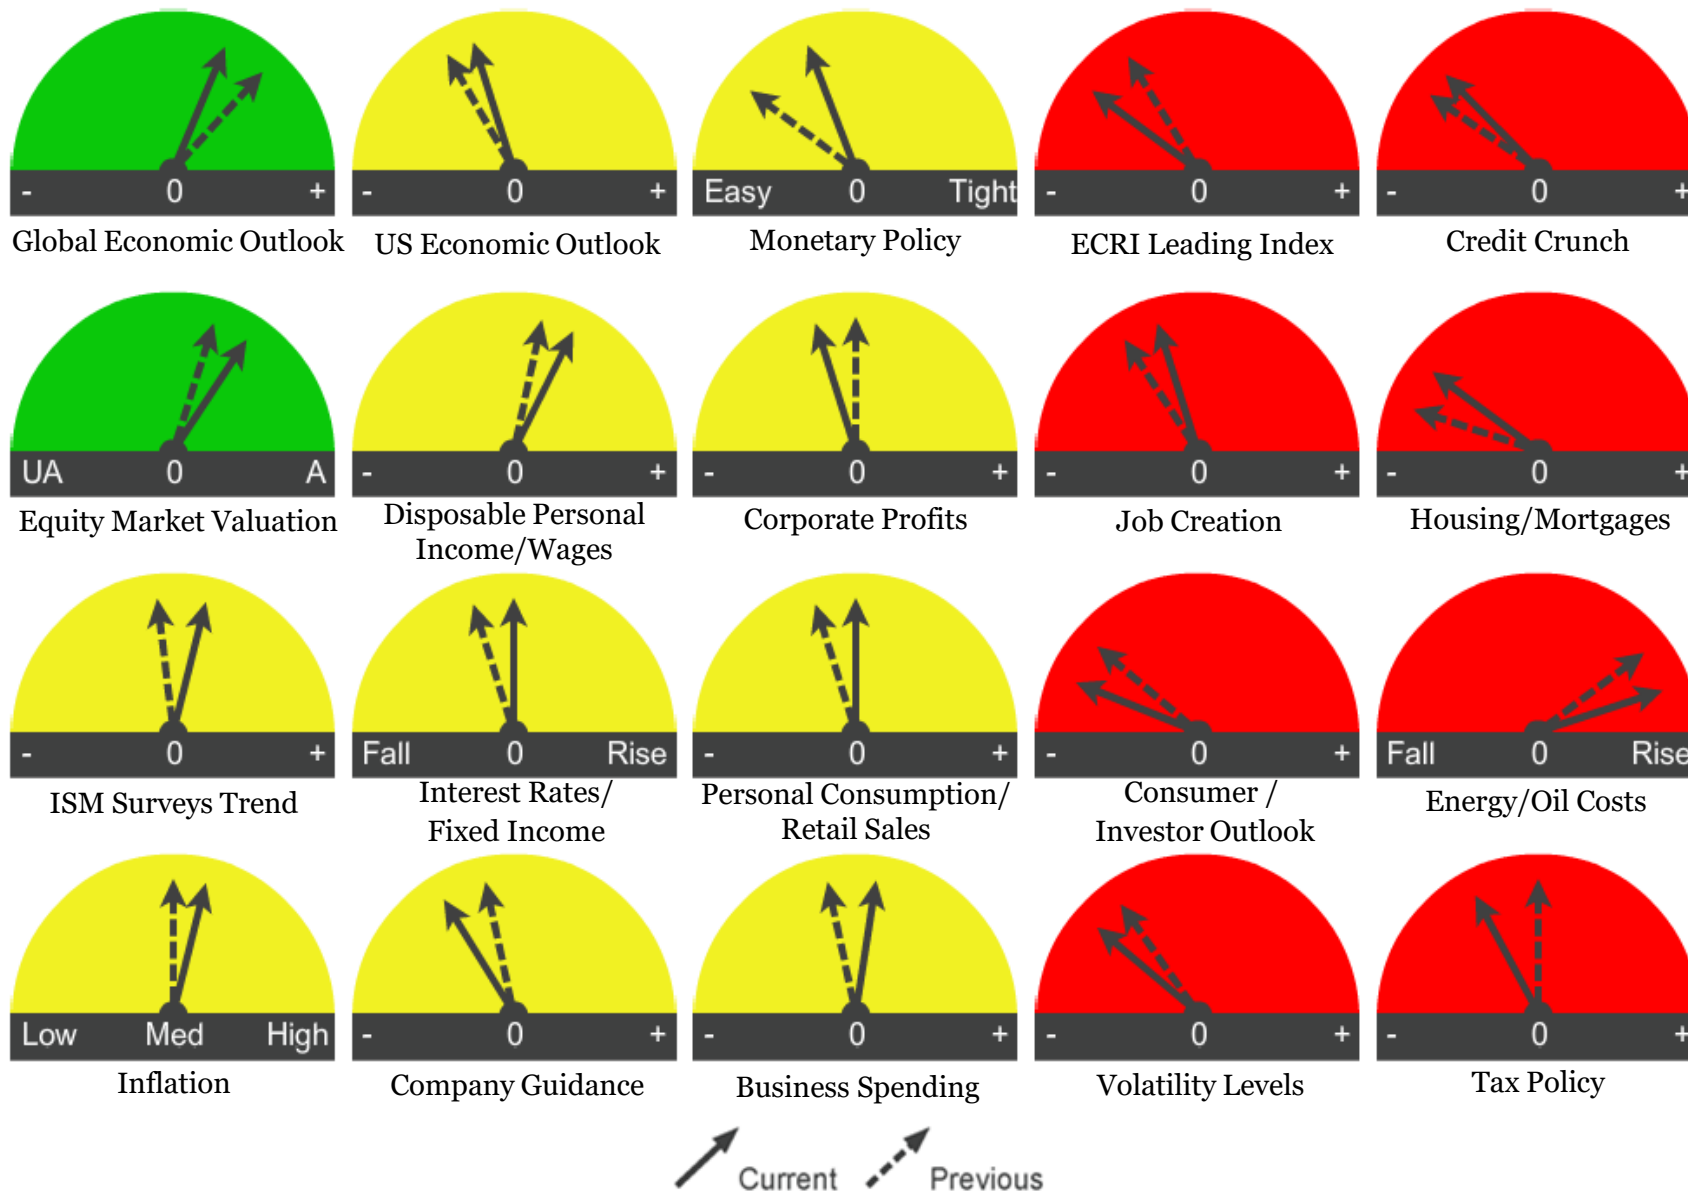 - 0 +
- 0 +
Easy 0 Tight
- 0 +
- 0 +
Global Economic Outlook
US Economic Outlook
Monetary Policy
ECRI Leading Index
Credit Crunch
UA 0 A
- 0 +
- 0 +
- 0 +
- 0 +
Equity Market Valuation
Disposable Personal
Income/Wages
Corporate Profits
Job Creation
Housing/Mortgages
- 0 +
Fall 0 Rise
- 0 +
- 0 +
Fall 0 Rise
ISM Surveys Trend
Interest Rates/
Fixed Income
Personal Consumption/
Retail Sales
Consumer /
Investor Outlook
Energy/Oil Costs
Low Med High
- 0 +
- 0 +
- 0 +
- 0 +
Inflation
Company Guidance
Business Spending
Volatility Levels
Tax Policy
Current
Previous